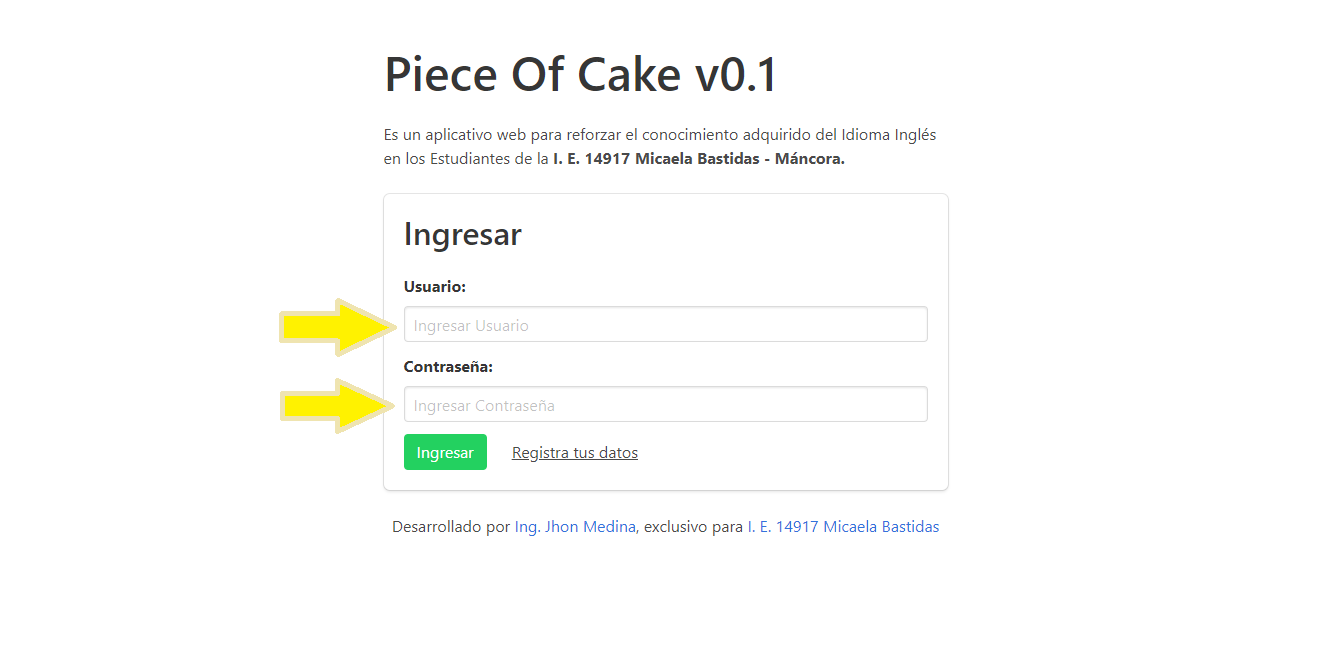 Piece Of Cake v0.1
Es un aplicativo web para reforzar el conocimiento adquirido del Idioma Inglés
en los Estudiantes de la I. E. 14917 Micaela Bastidas - Máncora.
Ingresar
Usuario:
Ingresar Usuario
Contraseña:
Ingresar Contraseña
Ingresar Registra tus datos
Desarrollado por Ing. Jhon Medina, exclusivo para I. E. 14917 Micaela Bastidas